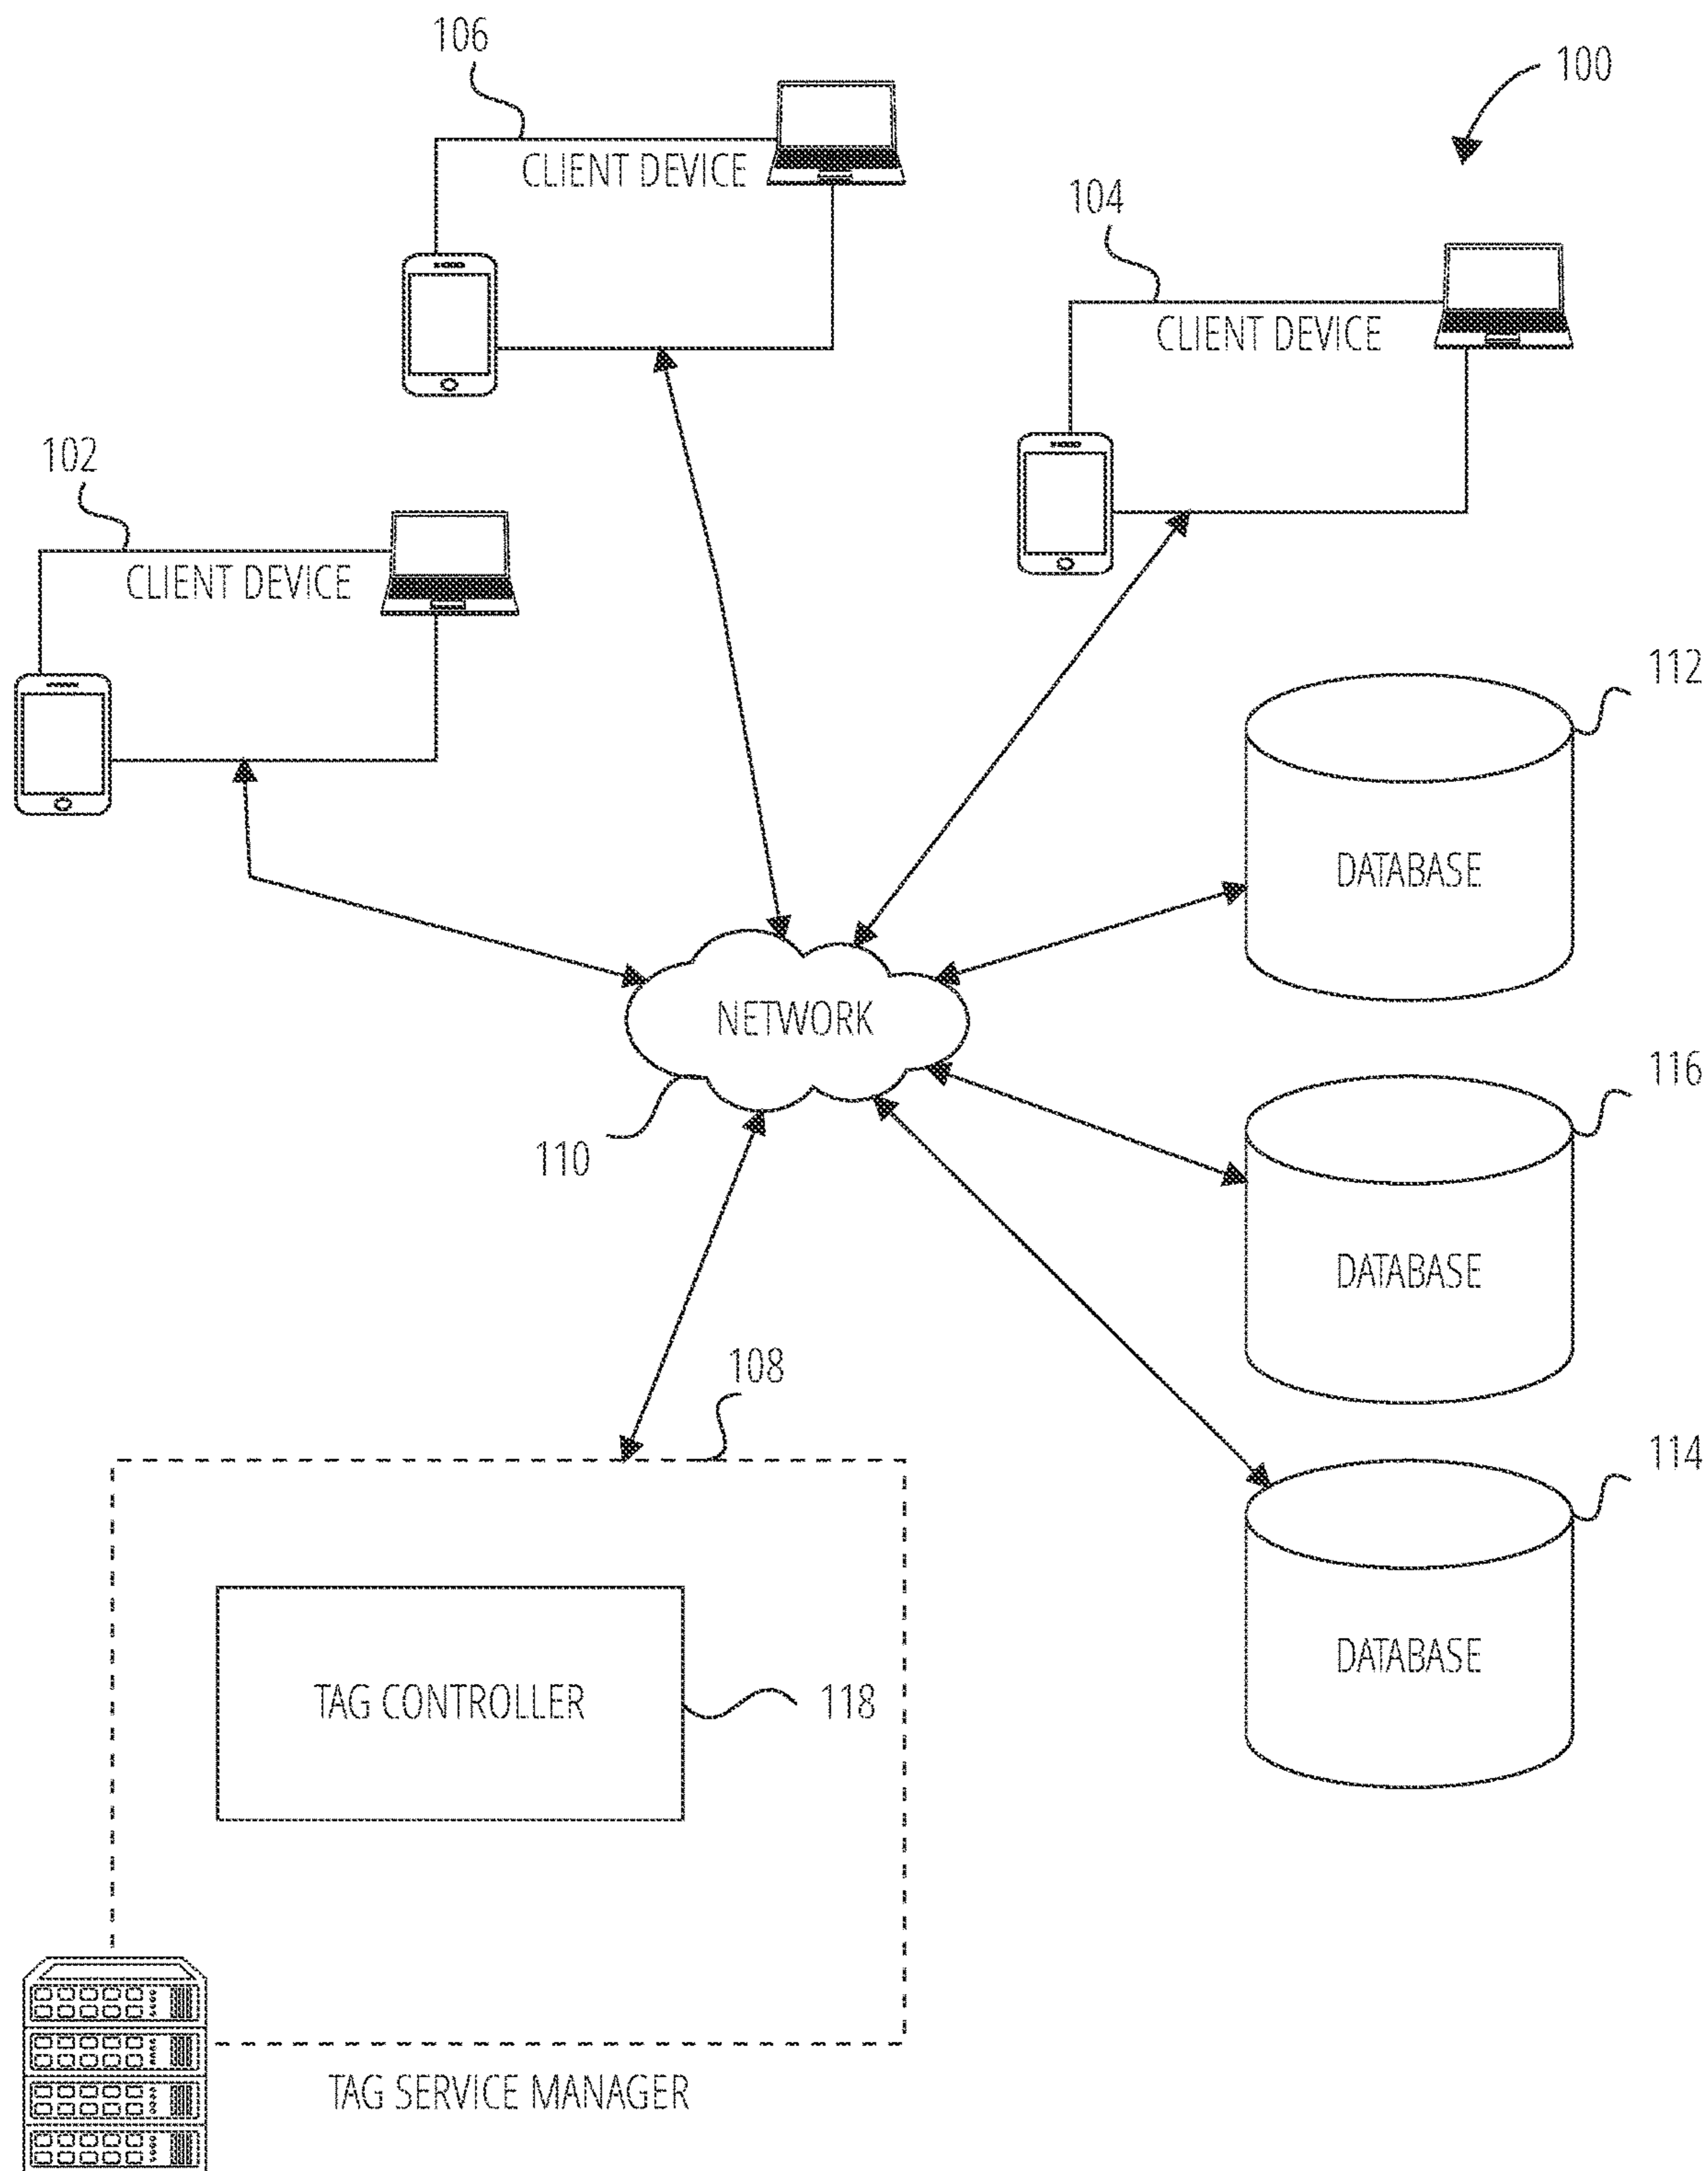 106
100
CLIENT DEVICE
104
CLIENT DEVICE
102
CLIENT DEVICE
112
DATABASE
NETWORK
116
110
DATABASE
108
114
DATABASE
TAG CONTROLLER
118
TAG SERVICE MANAGER